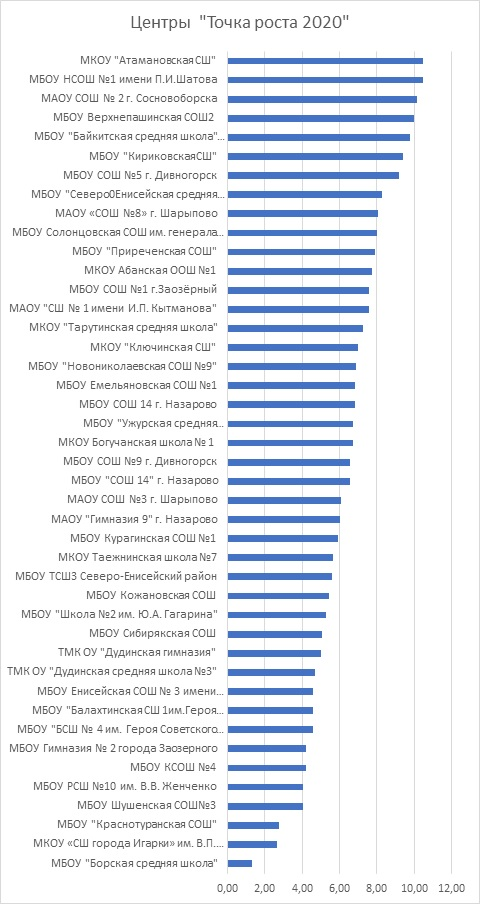 Центры "Точка роста 2020"
МКОУ "Атамановская СШ"
МБОУ НСОШ №1 имени П.И.Шатова
МАОУ СОШ № 2 г. Сосновоборска
МБОУ Верхнепашинская СОШ2
МБОУ "Байкитская средняя школа"...
МБОУ "КириковскаяСШ"
МБОУ СОШ №5 г. Дивногорск
МБОУ "Северо0Енисейская средняя...
МАОУ «СОШ №8» г. Шарыпово
МБОУ Солонцовская СОШ им. генерала...
МБОУ "Приреченская СОШ"
МКОУ Абанская ООШ №1
МБОУ СОШ №1 г.Заозёрный
МАОУ "СШ № 1 имени И.П. Кытманова"
МКОУ "Тарутинская средняя школа"
МКОУ "Ключинская СШ"
МБОУ "Новониколаевская СОШ №9"
МБОУ Емельяновская СОШ №1
МБОУ СОШ 14 г. Назарово
МБОУ "Ужурская средняя...
МКОУ Богучанская школа № 1
МБОУ СОШ №9 г. Дивногорск
МБОУ "СОШ 14" г. Назарово
МАОУ СОШ №3 г. Шарыпово
МАОУ "Гимназия 9" г. Назарово
МБОУ Курагинская СОШ №1
МКОУ Таежнинская школа №7
МБОУ ТСШ3 Северо-Енисейский район
МБОУ Кожановская СОШ
МБОУ "Школа №2 им. Ю.А. Гагарина"
МБОУ Сибирякская СОШ
ТМК ОУ "Дудинская гимназия"
ТМК ОУ "Дудинская средняя школа №3"
МБОУ Енисейская СОШ № 3 имени...
МБОУ "Балахтинская СШ 1им.Героя...
МБОУ "БСШ № 4 им. Героя Советского...
МБОУ Гимназия № 2 города Заозерного
МБОУ КСОШ №4
МБОУ РСШ №10 им. В.В. Женченко
МБОУ Шушенская СОШ№3
МБОУ "Краснотуранская СОШ"
МКОУ «СШ города Игарки» им. В.П....
МБОУ "Борская средняя школа"
0,00 2,00 4,00 6,00 8,00 10,00 12,00